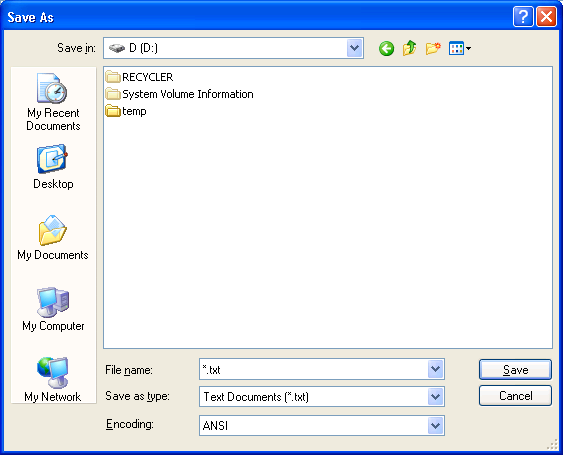 Save As
Save in:
D (D:)
RECYCLER
System Volume Information
temp
My Recent
Documents
Desktop
My Documents
My Computer
My Network
File name:
*.txt
Save
Save as type:
Text Documents (*.txt)
Cancel
Encoding:
ANSI